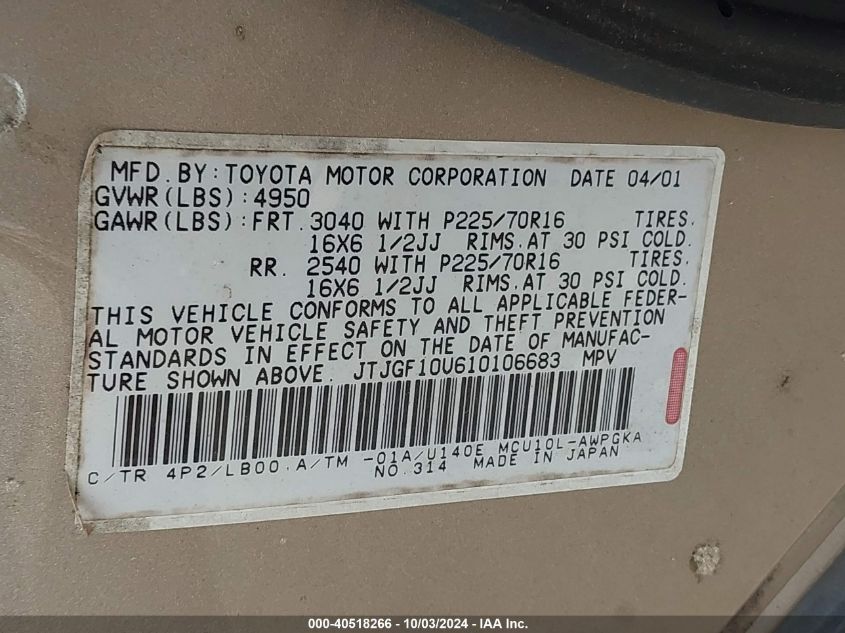 MFD. BY: TOYOTA MOTOR CORPORATION DATE 04/01
GVWR(LBS):4950
GAWR(LBS):FRT. 3040 WITH P225/70R16 TIRES.
16X6 1/2JJ RIMS. AT 30 PSI COLD.
RR. 2540 WITH P225/70R16 TIRES.
16X6 1/2JJ RIMS. AT 30 PSI COLD.
THIS VEHICLE CONFORMS TO ALL APPLICABLE FEDER-
AL MOTOR VEHICLE SAFETY AND THEFT PREVENTION
STANDARDS IN EFFECT ON THE DATE OF MANUFAC-
TURE SHOWN ABOVE. JTJGF10U610106683 MPV
C/TR 4P2/LB00. A/TM -01A/U140E MCU10L-AWPGKA
NO.314 MADE IN JAPAN
000-40518266 - 10/03/2024 - IAA Inc.